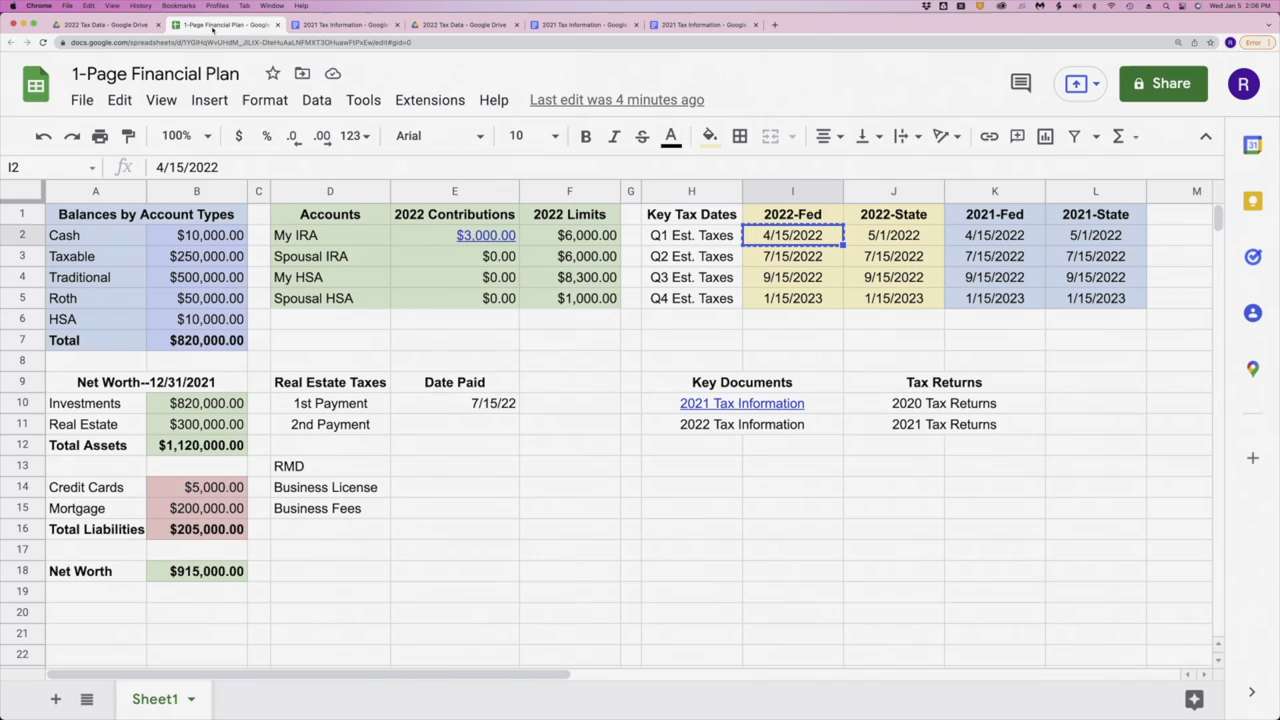 Chrome File Edit View History Bookmarks Profiles Tab Window Help Wed Jan 5 2:06 PM
2022 Tax Data - Google Drive 1-Page Financial Plan - Google 2021 Tax Information - Google 2022 Tax Data - Google Drive 2021 Tax Information - Google 2021 Tax Information - Google
Error
1-Page Financial Plan
Share R
File Edit View Insert Format Data Tools Extensions Help Last edit was 4 minutes ago
100% $ % .0 .00 123 Arial 10 B I S A
I2 fx 4/15/2022
A B C D E F G H I J K L M
1 Balances by Account Types Accounts 2022 Contributions 2022 Limits Key Tax Dates 2022-Fed 2022-State 2021-Fed 2021-State
2 Cash $10,000.00 My IRA $3,000.00 $6,000.00 Q1 Est. Taxes 4/15/2022 5/1/2022 4/15/2022 5/1/2022
3 Taxable $250,000.00 Spousal IRA $0.00 $6,000.00 Q2 Est. Taxes 7/15/2022 7/15/2022 7/15/2022 7/15/2022
4 Traditional $500,000.00 My HSA $0.00 $8,300.00 Q3 Est. Taxes 9/15/2022 9/15/2022 9/15/2022 9/15/2022
5 Roth $50,000.00 Spousal HSA $0.00 $1,000.00 Q4 Est. Taxes 1/15/2023 1/15/2023 1/15/2023 1/15/2023
6 HSA $10,000.00
7 Total $820,000.00
8
9 Net Worth--12/31/2021 Real Estate Taxes Date Paid Key Documents Tax Returns
10 Investments $820,000.00 1st Payment 7/15/22 2021 Tax Information 2020 Tax Returns
11 Real Estate $300,000.00 2nd Payment 2022 Tax Information 2021 Tax Returns
12 Total Assets $1,120,000.00
13 RMD
14 Credit Cards $5,000.00 Business License
15 Mortgage $200,000.00 Business Fees
16 Total Liabilities $205,000.00
17
18 Net Worth $915,000.00
19
20
21
22
Sheet1
31